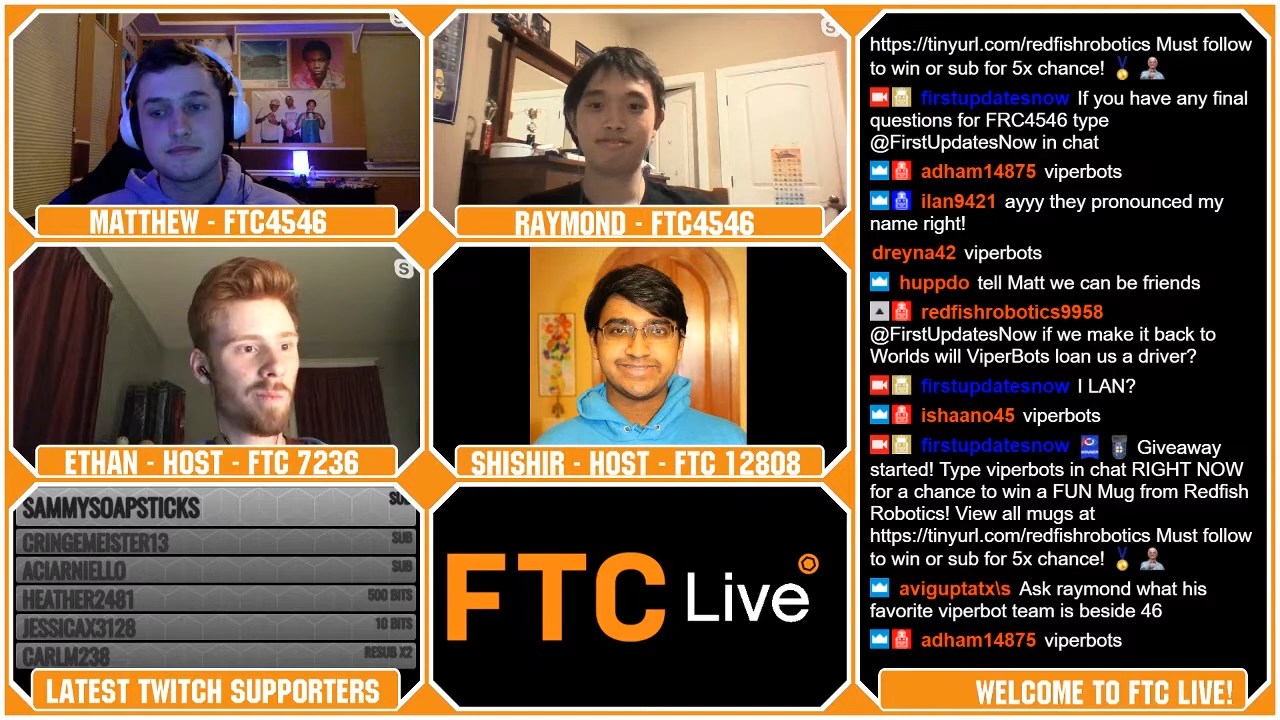 MATTHEW - FTC4546
RAYMOND - FTC4546
ETHAN - HOST - FTC 7236
SHISHIR - HOST - FTC 12808
SAMMYSOAPSTICKS
CRINGEMEISTER13 SUB
ACIARNIELLO SUB
HEATHER2481 500 BITS
JESSICAX3128 10 BITS
CARLM238 RESUB X2
LATEST TWITCH SUPPORTERS
FTC Live
https://tinyurl.com/redfishrobotics Must follow
to win or sub for 5x chance!
firstupdatesnow If you have any final
questions for FRC4546 type
@FirstUpdatesNow in chat
adham14875 viperbots
ilan9421 ayyy they pronounced my
name right!
dreyna42 viperbots
huppdo tell Matt we can be friends
redfishrobotics9958
@FirstUpdatesNow if we make it back to
Worlds will ViperBots loan us a driver?
firstupdatesnow I LAN?
ishaano45 viperbots
firstupdatesnow Giveaway
started! Type viperbots in chat RIGHT NOW
for a chance to win a FUN Mug from Redfish
Robotics! View all mugs at
https://tinyurl.com/redfishrobotics Must follow
to win or sub for 5x chance!
aviguptatx\s Ask raymond what his
favorite viperbot team is beside 46
adham14875 viperbots
WELCOME TO FTC LIVE!